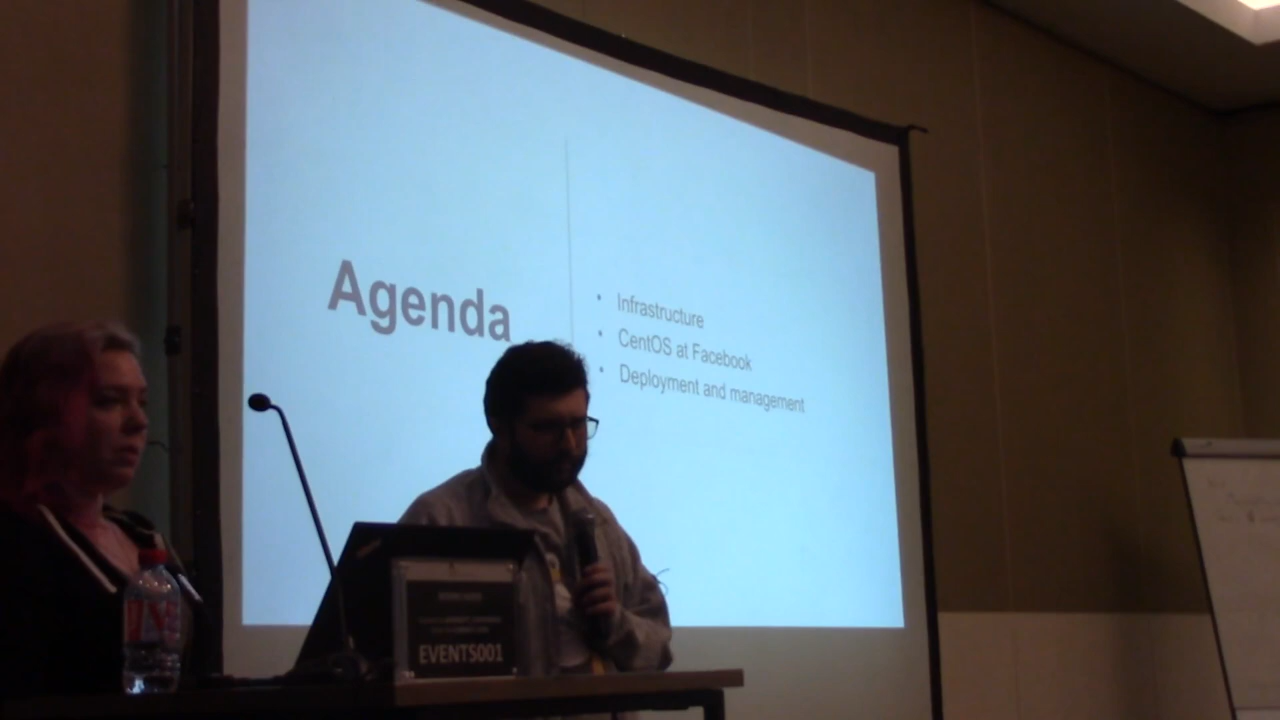 Agenda
• Infrastructure
• CentOS at Facebook
• Deployment and management
EVENTS001